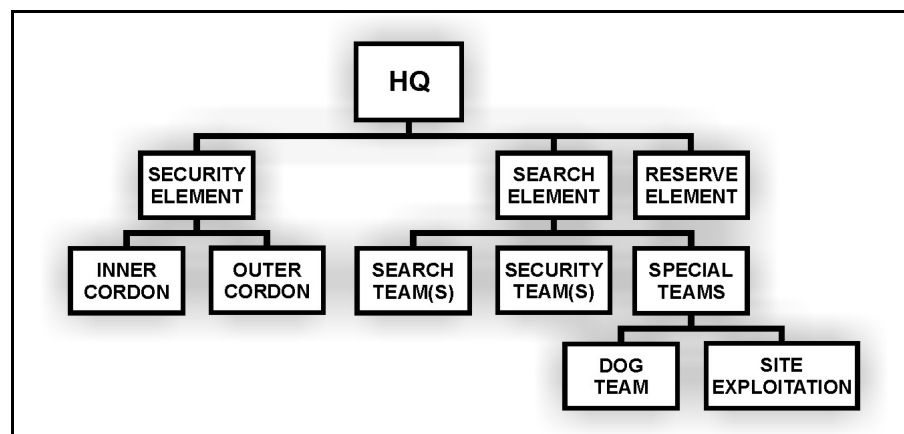 HQ
SECURITY
ELEMENT
SEARCH
ELEMENT
RESERVE
ELEMENT
INNER
CORDON
OUTER
CORDON
SEARCH
TEAM(S)
SECURITY
TEAM(S)
SPECIAL
TEAMS
DOG
TEAM
SITE
EXPLOITATION